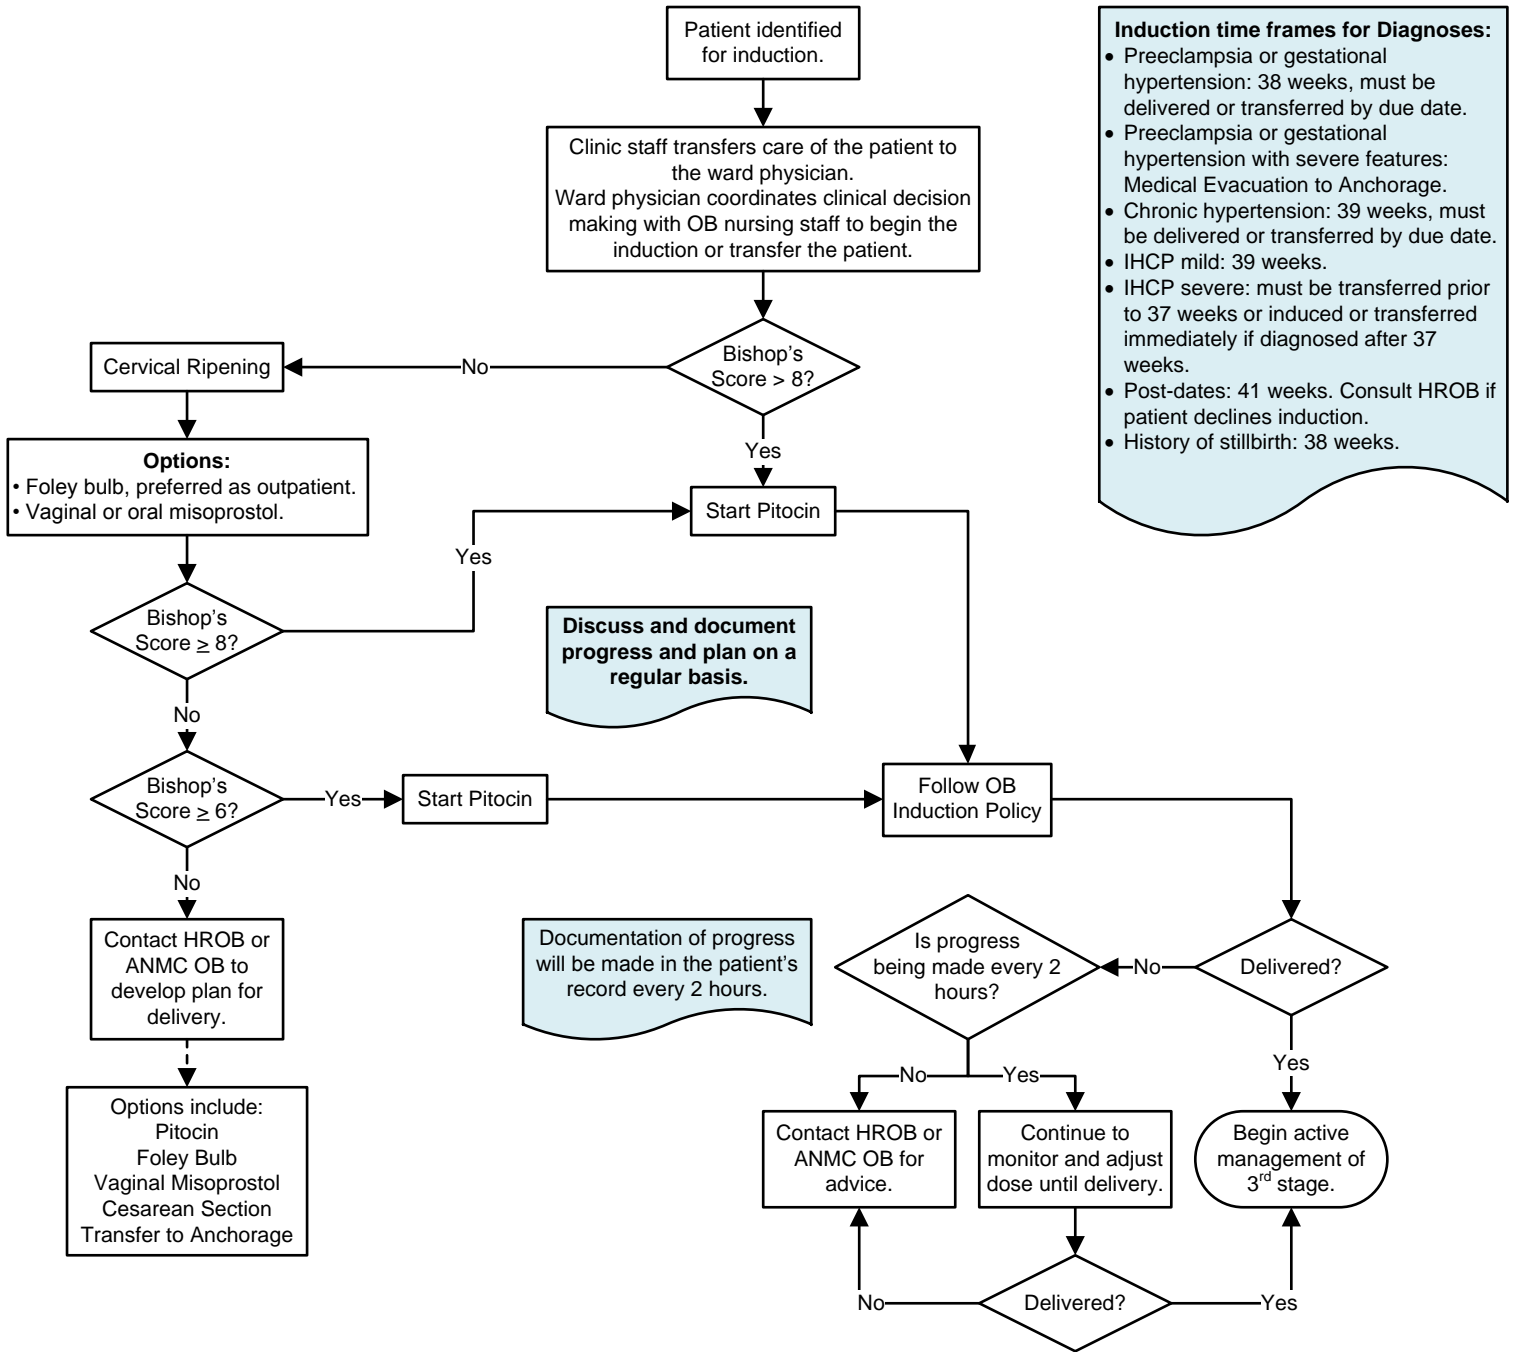 Patient identified
for induction.
Clinic staff transfers care of the patient to
the ward physician.
Ward physician coordinates clinical decision
making with OB nursing staff to begin the
induction or transfer the patient.
Induction time frames for Diagnoses:
• Preeclampsia or gestational
hypertension: 38 weeks, must be
delivered or transferred by due date.
• Preeclampsia or gestational
hypertension with severe features:
Medical Evacuation to Anchorage.
• Chronic hypertension: 39 weeks, must
be delivered or transferred by due date.
• IHCP mild: 39 weeks.
• IHCP severe: must be transferred prior
to 37 weeks or induced or transferred
immediately if diagnosed after 37
weeks.
• Post-dates: 41 weeks. Consult HROB if
patient declines induction.
• History of stillbirth: 38 weeks.
Bishop's
Score > 8?
No
Cervical Ripening
Yes
Options:
• Foley bulb, preferred as outpatient.
• Vaginal or oral misoprostol.
Start Pitocin
Yes
Bishop's
Score ≥ 8?
Discuss and document
progress and plan on a
regular basis.
No
Bishop's
Score ≥ 6?
Yes
Start Pitocin
Follow OB
Induction Policy
No
Contact HROB or
ANMC OB to
develop plan for
delivery.
Documentation of progress
will be made in the patient's
record every 2 hours.
Is progress
being made every 2
hours?
No
Delivered?
Yes
No
Yes
Options include:
Pitocin
Foley Bulb
Vaginal Misoprostol
Cesarean Section
Transfer to Anchorage
Contact HROB or
ANMC OB for
advice.
Continue to
monitor and adjust
dose until delivery.
Begin active
management of
3rd stage.
No
Delivered?
Yes